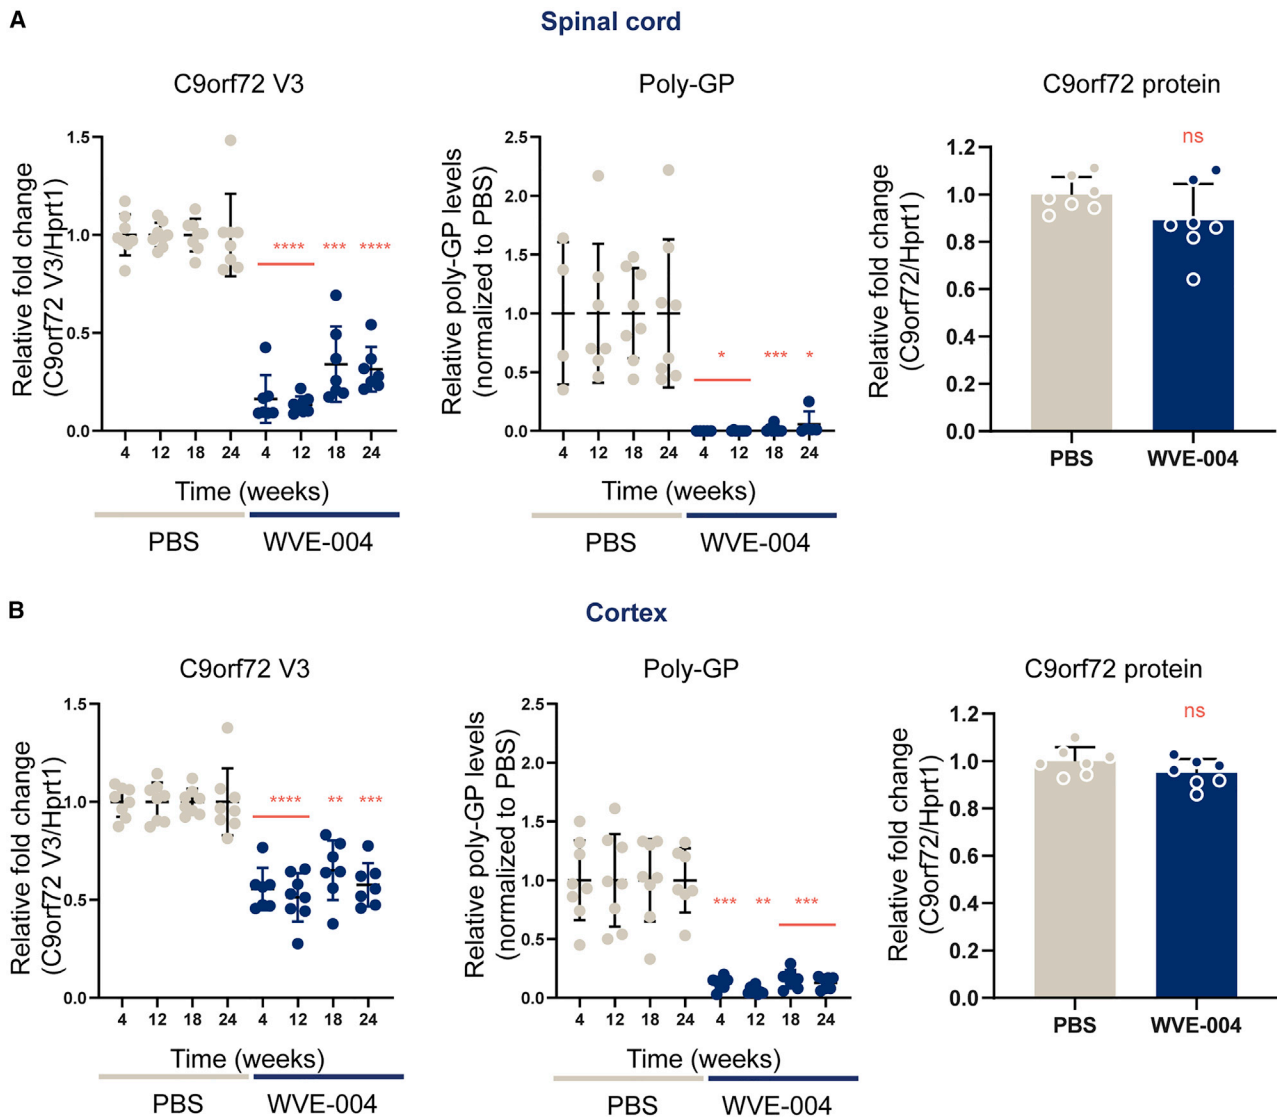 A
Spinal cord
C9orf72 V3
Relative fold change
(C9orf72 V3/Hprt1)
1.5
1.0
0.5
0.0
**** *** ****
4 12 18 24 4 12 18 24
Time (weeks)
PBS WVE-004
Poly-GP
Relative poly-GP levels
(normalized to PBS)
2.5
2.0
1.5
1.0
0.5
0.0
* *** *
4 12 18 24 4 12 18 24
Time (weeks)
PBS WVE-004
C9orf72 protein
Relative fold change
(C9orf72/Hprt1)
1.2
1.0
0.8
0.6
0.4
0.2
0.0
ns
PBS WVE-004
B
Cortex
C9orf72 V3
Relative fold change
(C9orf72 V3/Hprt1)
1.5
1.0
0.5
0.0
**** ** ***
4 12 18 24 4 12 18 24
Time (weeks)
PBS WVE-004
Poly-GP
Relative poly-GP levels
(normalized to PBS)
2.5
2.0
1.5
1.0
0.5
0.0
*** ** ***
4 12 18 24 4 12 18 24
Time (weeks)
PBS WVE-004
C9orf72 protein
Relative fold change
(C9orf72/Hprt1)
1.2
1.0
0.8
0.6
0.4
0.2
0.0
ns
PBS WVE-004